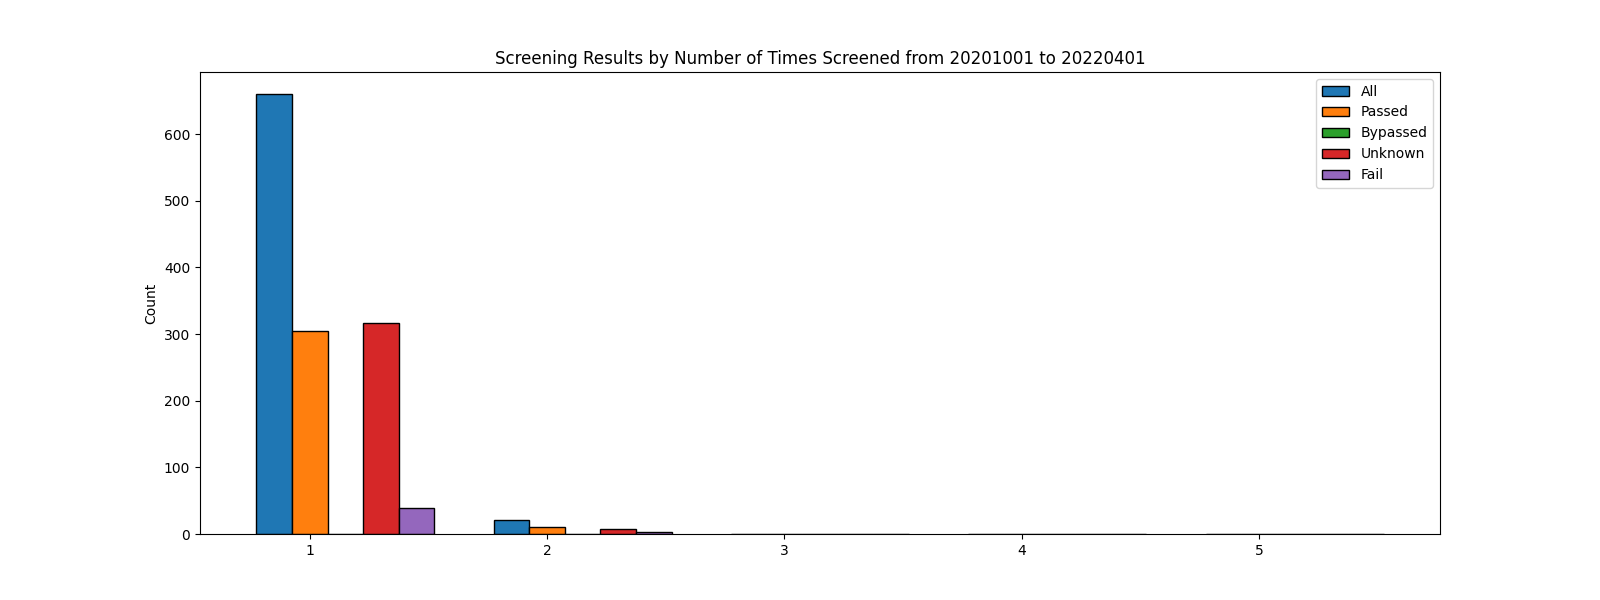 Screening Results by Number of Times Screened from 20201001 to 20220401
All
Passed
Bypassed
Unknown
Fail
600
500
400
300
200
100
0
Count
1 2 3 4 5